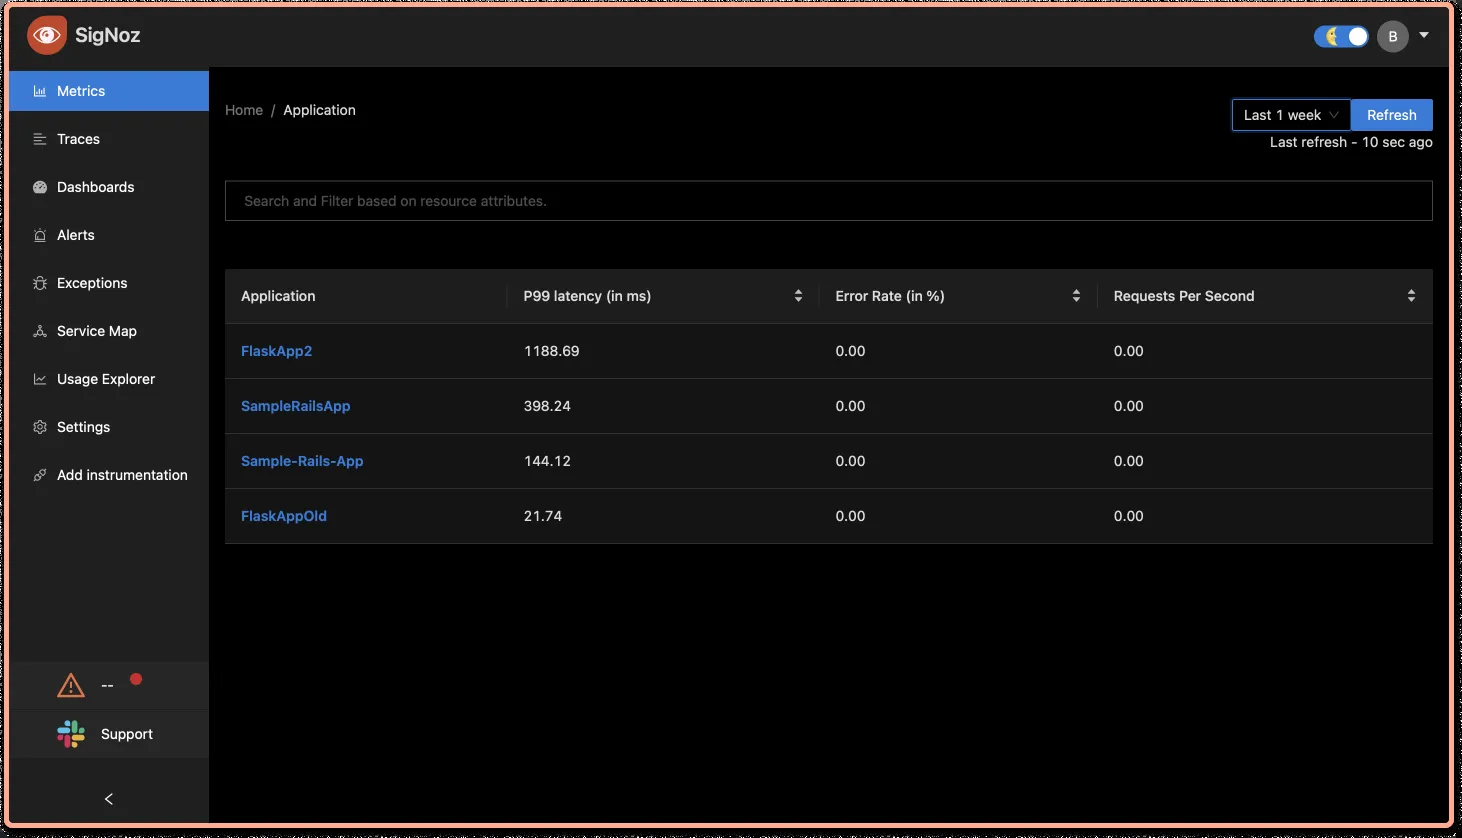 SigNoz
B
Metrics
Traces
Dashboards
Alerts
Exceptions
Service Map
Usage Explorer
Settings
Add instrumentation
--
Support
Home / Application
Last 1 week
Refresh
Last refresh - 10 sec ago
Search and Filter based on resource attributes.
Application P99 latency (in ms) Error Rate (in %) Requests Per Second
FlaskApp2 1188.69 0.00 0.00
SampleRailsApp 398.24 0.00 0.00
Sample-Rails-App 144.12 0.00 0.00
FlaskAppOld 21.74 0.00 0.00